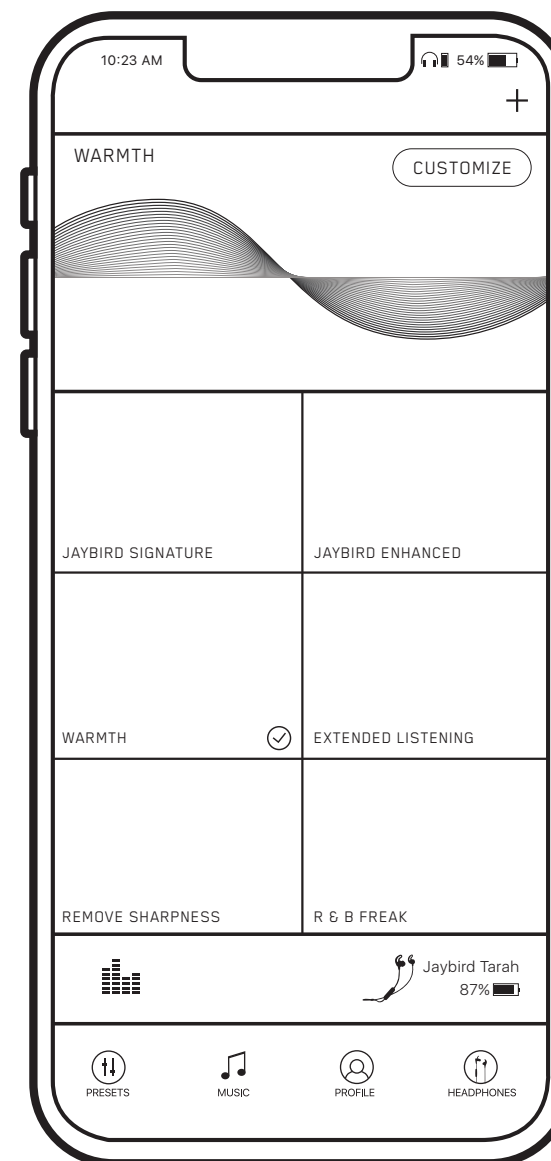 10:23 AM
54%
WARMTH
CUSTOMIZE
JAYBIRD SIGNATURE
JAYBIRD ENHANCED
WARMTH
EXTENDED LISTENING
REMOVE SHARPNESS
R & B FREAK
Jaybird Tarah
87%
PRESETS
MUSIC
PROFILE
HEADPHONES